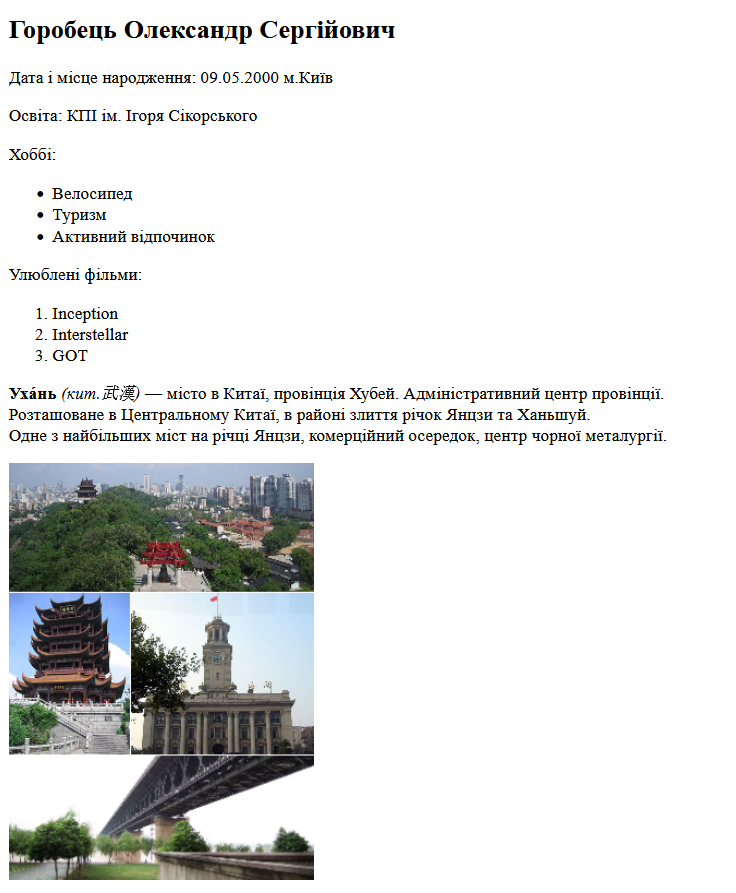 Горобець Олександр Сергійович
Дата і місце народження: 09.05.2000 м.Київ
Освіта: КПІ ім. Ігоря Сікорського
Хоббі:
• Велосипед
• Туризм
• Активний відпочинок
Улюблені фільми:
1. Inception
2. Interstellar
3. GOT
Уха́нь (кит.武漢) — місто в Китаї, провінція Хубей. Адміністративний центр провінції.
Розташоване в Центральному Китаї, в районі злиття річок Янцзи та Ханьшуй.
Одне з найбільших міст на річці Янцзи, комерційний осередок, центр чорної металургії.